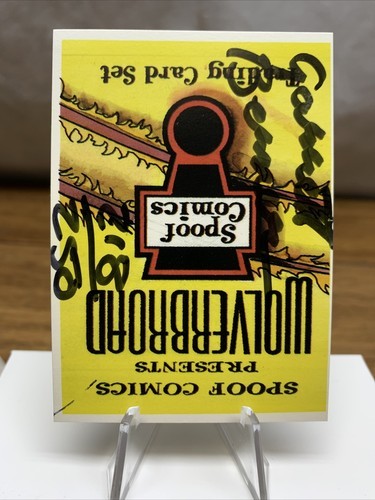 SPOOF COMICS
PRESENTS
WOLVERBROAD
Spoof
Comics
Trading Card Set